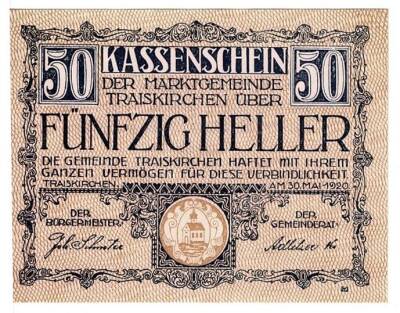 50 KASSENSCHEIN 50
DER MARKTGEMEINDE
TRAISKIRCHEN ÜBER
FÜNFZIG HELLER
DIE GEMEINDE TRAISKIRCHEN HAFTET MIT IHREM
GANZEN VERMÖGEN FÜR DIESE VERBINDLICHKEIT
TRAISKIRCHEN, AM 30. MAI 1920
DER BÜRGERMEISTER: DER GEMEINDERAT: